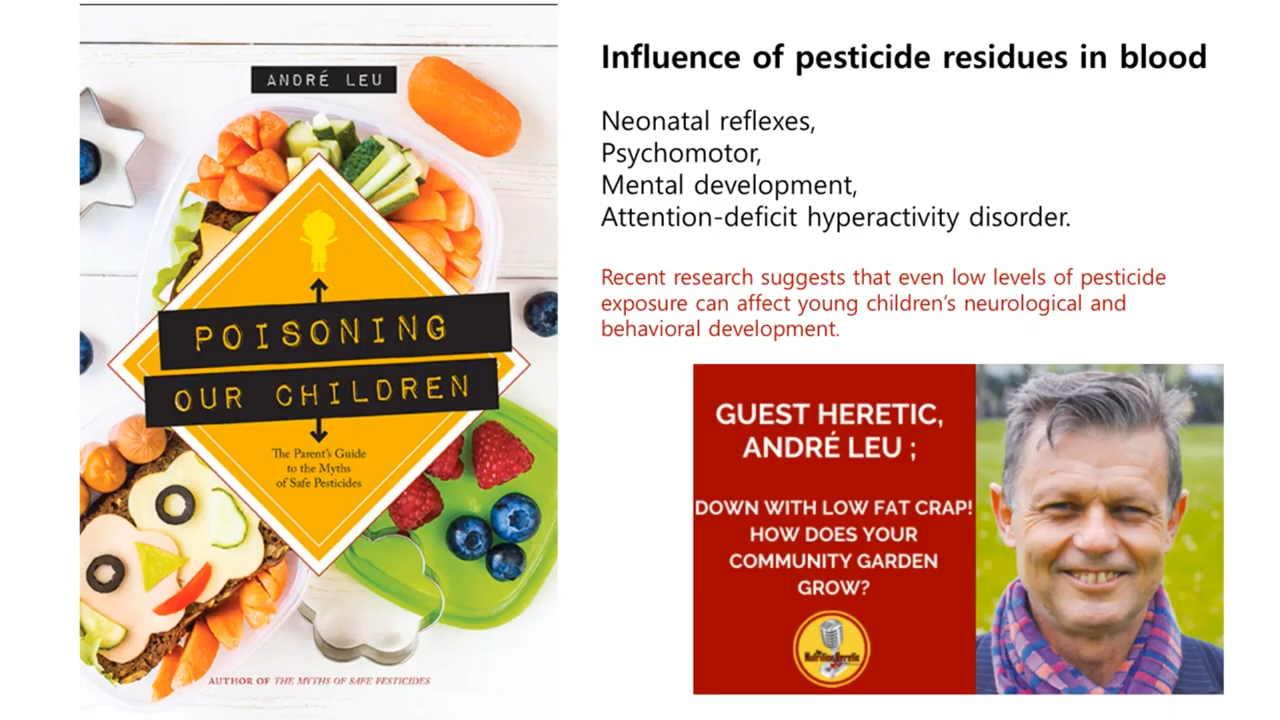 ANDRÉ LEU
POISONING
OUR CHILDREN
The Parent's Guide
to the Myths
of Safe Pesticides
AUTHOR OF THE MYTHS OF SAFE PESTICIDES
Influence of pesticide residues in blood
Neonatal reflexes,
Psychomotor,
Mental development,
Attention-deficit hyperactivity disorder.
Recent research suggests that even low levels of pesticide
exposure can affect young children's neurological and
behavioral development.
GUEST HERETIC,
ANDRÉ LEU ;
DOWN WITH LOW FAT CRAP!
HOW DOES YOUR
COMMUNITY GARDEN
GROW?
Nutrition Heretic